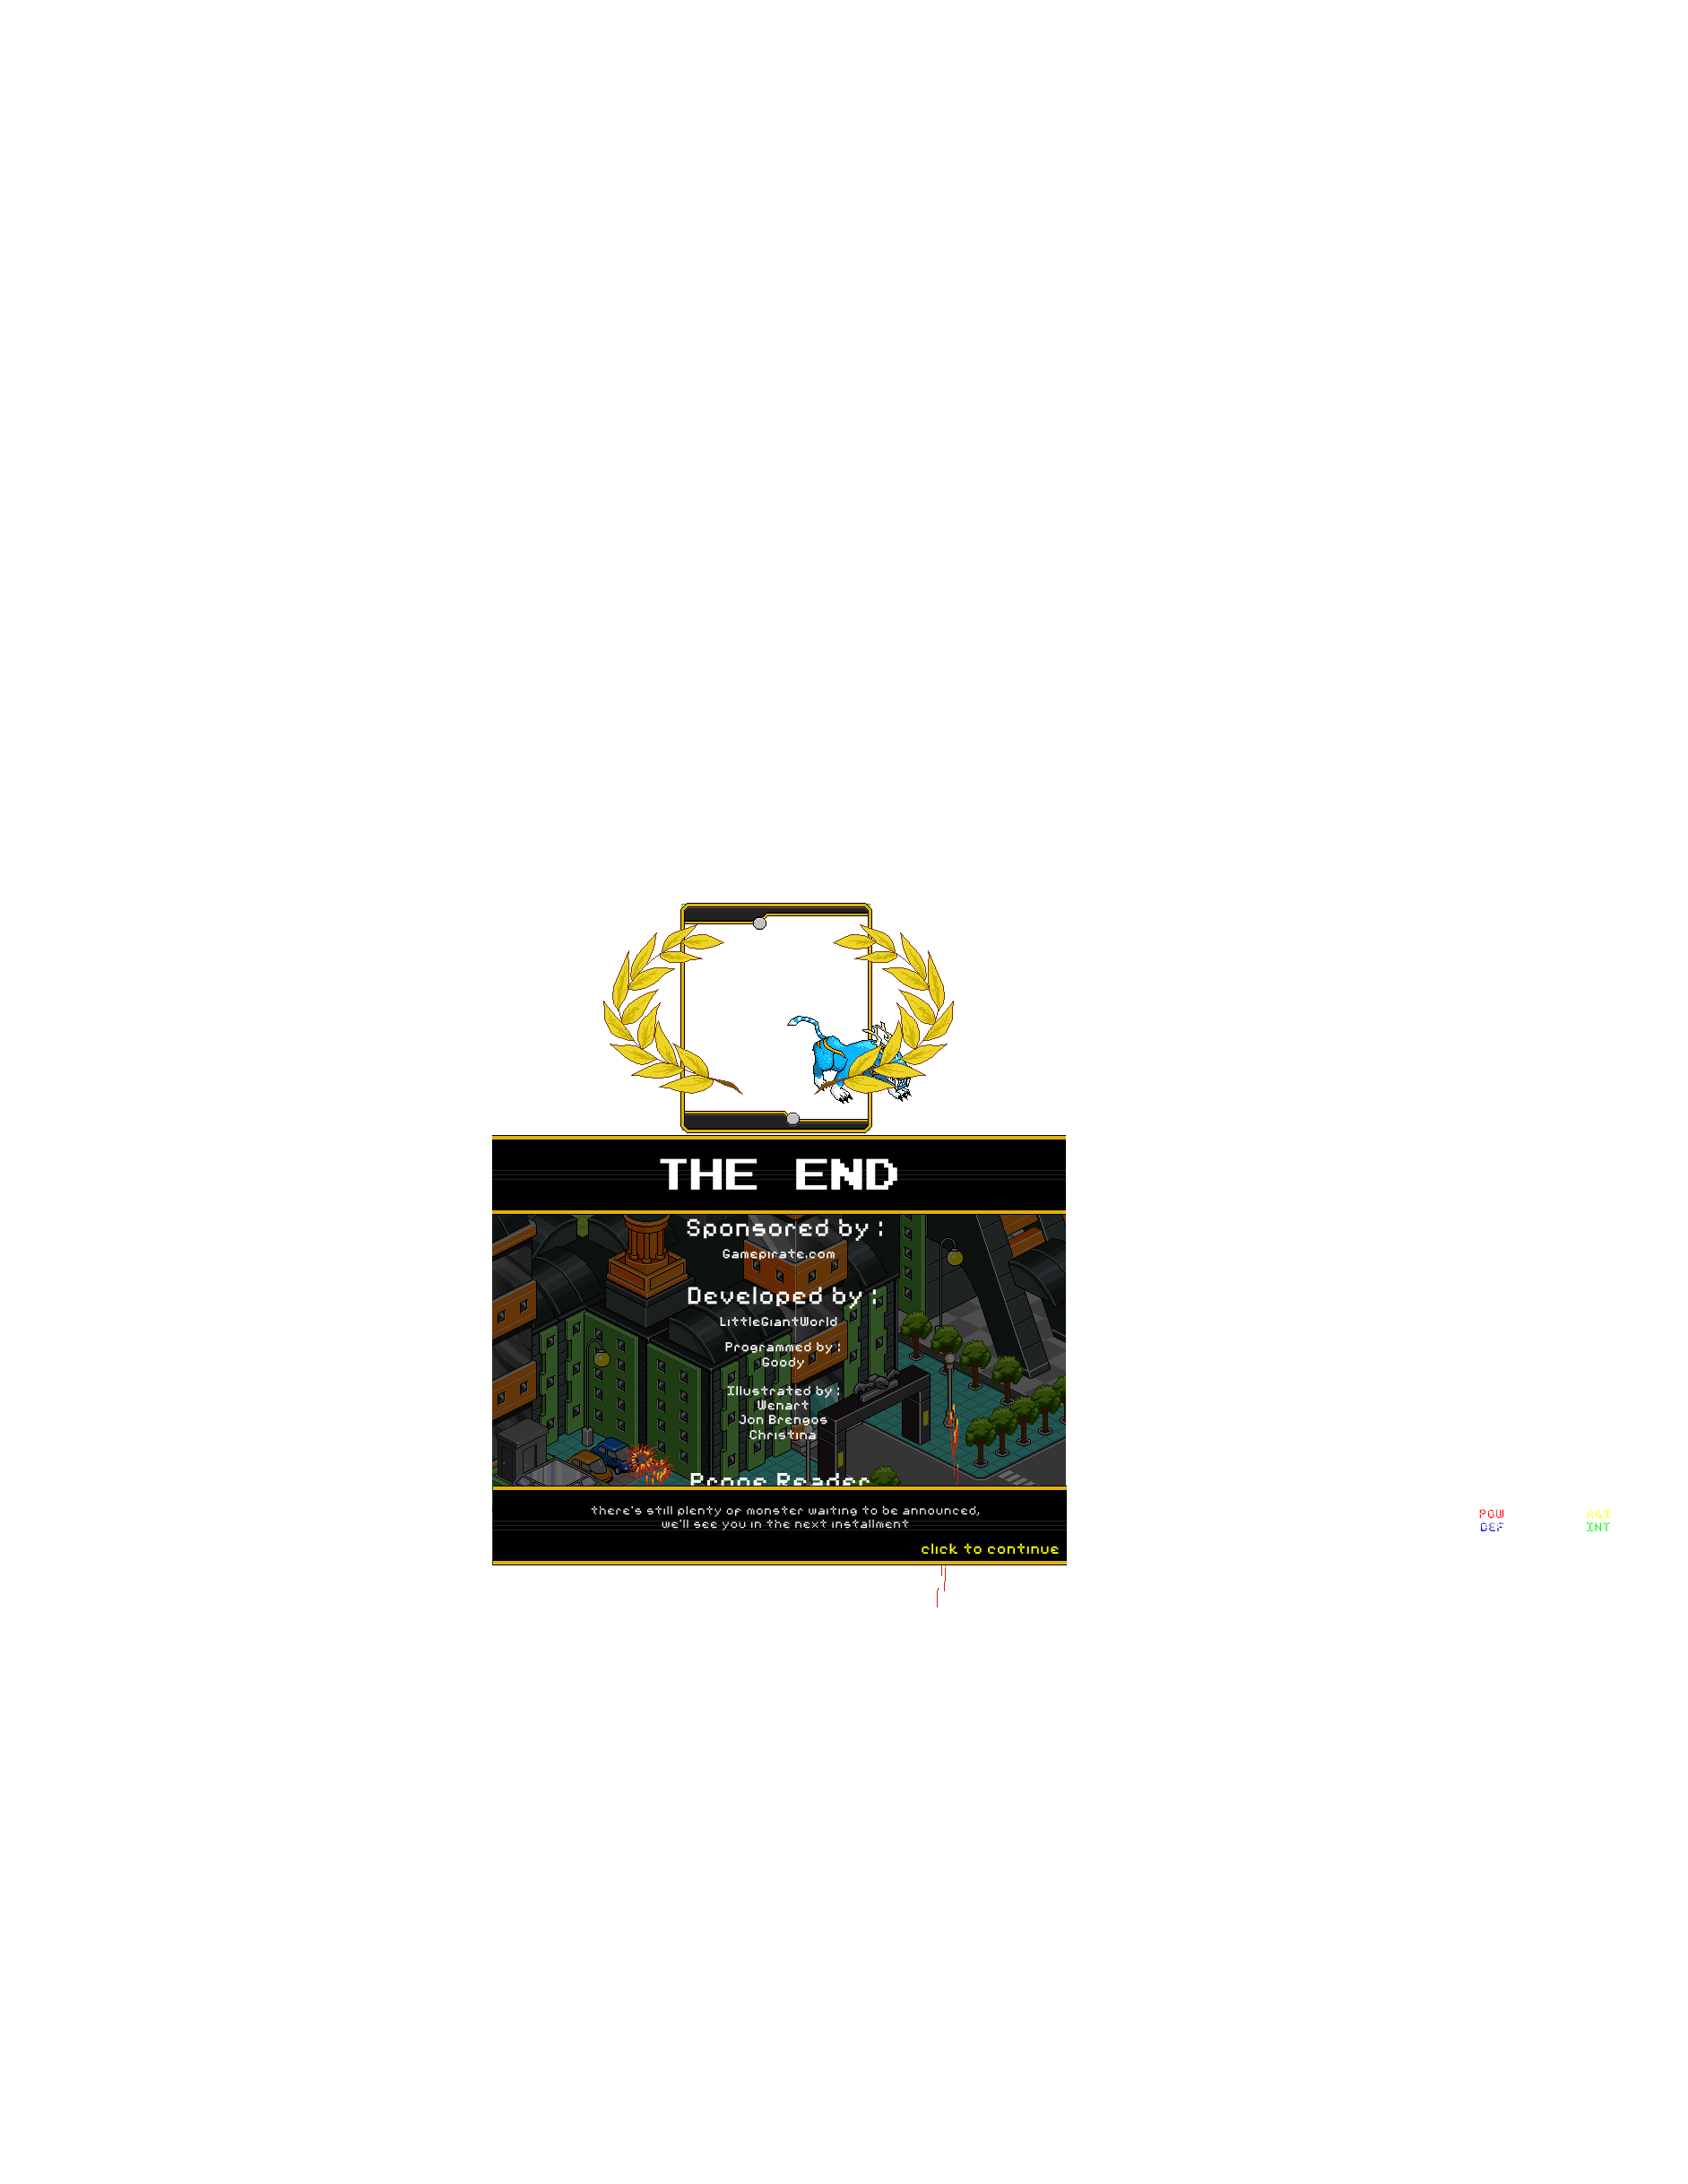 THE END
Sponsored by :
Gamepirate.com
Developed by :
LittleGiantWorld
Programmed by :
Goody
Illustrated by :
Wenart
Jon Brengos
Christina
Prone Reader
there's still plenty of monster waiting to be announced,
we'll see you in the next installment
click to continue
POW AGI
DEF INT